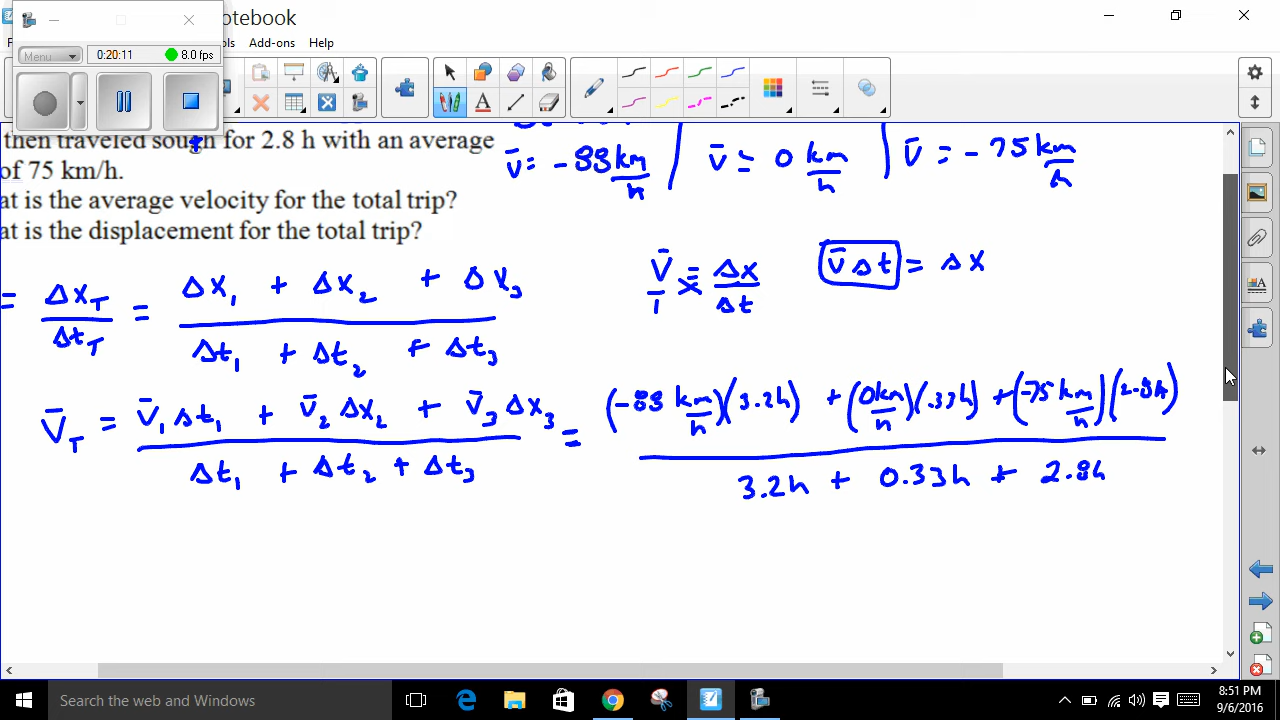 otebook
Menu
0:20:11 8.0 fps
ols Add-ons Help
then traveled south for 2.8 h with an average
of 75 km/h.
at is the average velocity for the total trip?
at is the displacement for the total trip?
v̄ = -88 km/h | v̄ = 0 km/h | v̄ = -75 km/h
V̄/1 = Δx/Δt v̄Δt = Δx
= Δx_T/Δt_T = (Δx₁ + Δx₂ + Δx₃)/(Δt₁ + Δt₂ + Δt₃)
V̄_T = (v̄₁Δt₁ + v̄₂Δx₂ + v̄₃Δx₃)/(Δt₁ + Δt₂ + Δt₃) = ((-88 km/h)(3.2h) + (0 km/h)(.33h) + (-75 km/h)(2.8h))/(3.2h + 0.33h + 2.8h)
Search the web and Windows
8:51 PM
9/6/2016